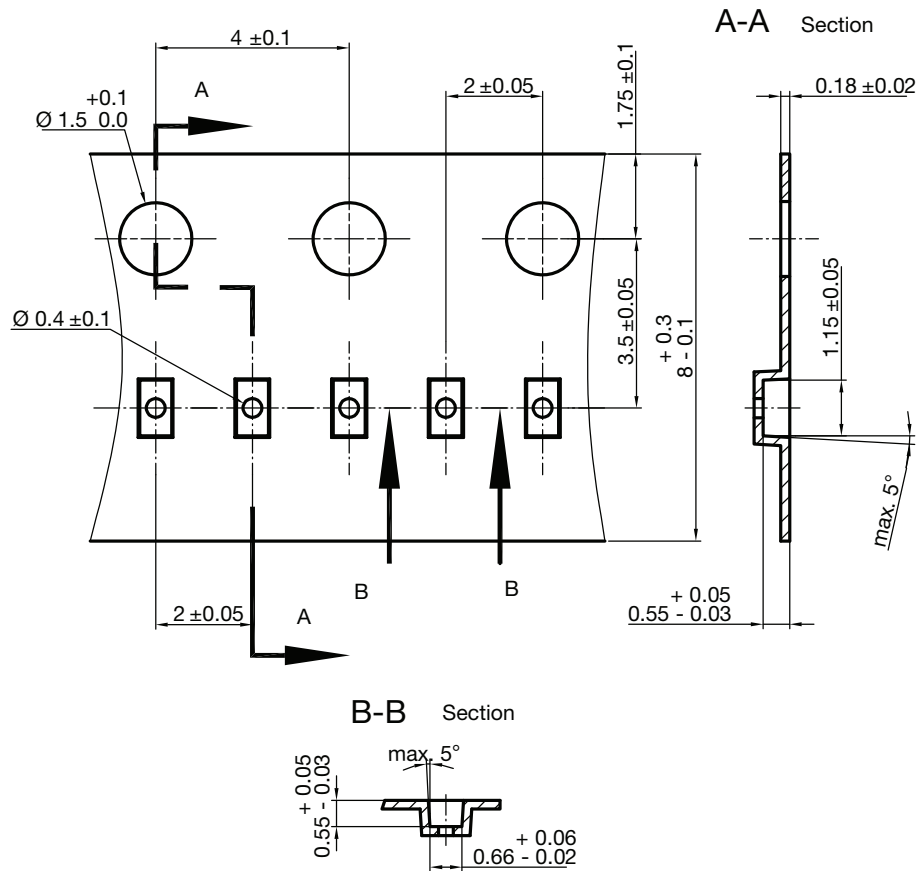 A-A Section
4 ±0.1
+0.1
Ø 1.5 0.0
A
2 ±0.05
1.75 ±0.1
0.18 ±0.02
3.5 ±0.05
+ 0.3
8 - 0.1
1.15 ±0.05
Ø 0.4 ±0.1
max. 5°
B
B
2 ±0.05
A
+ 0.05
0.55 - 0.03
B-B Section
max. 5°
+ 0.05
0.55 - 0.03
+ 0.06
0.66 - 0.02